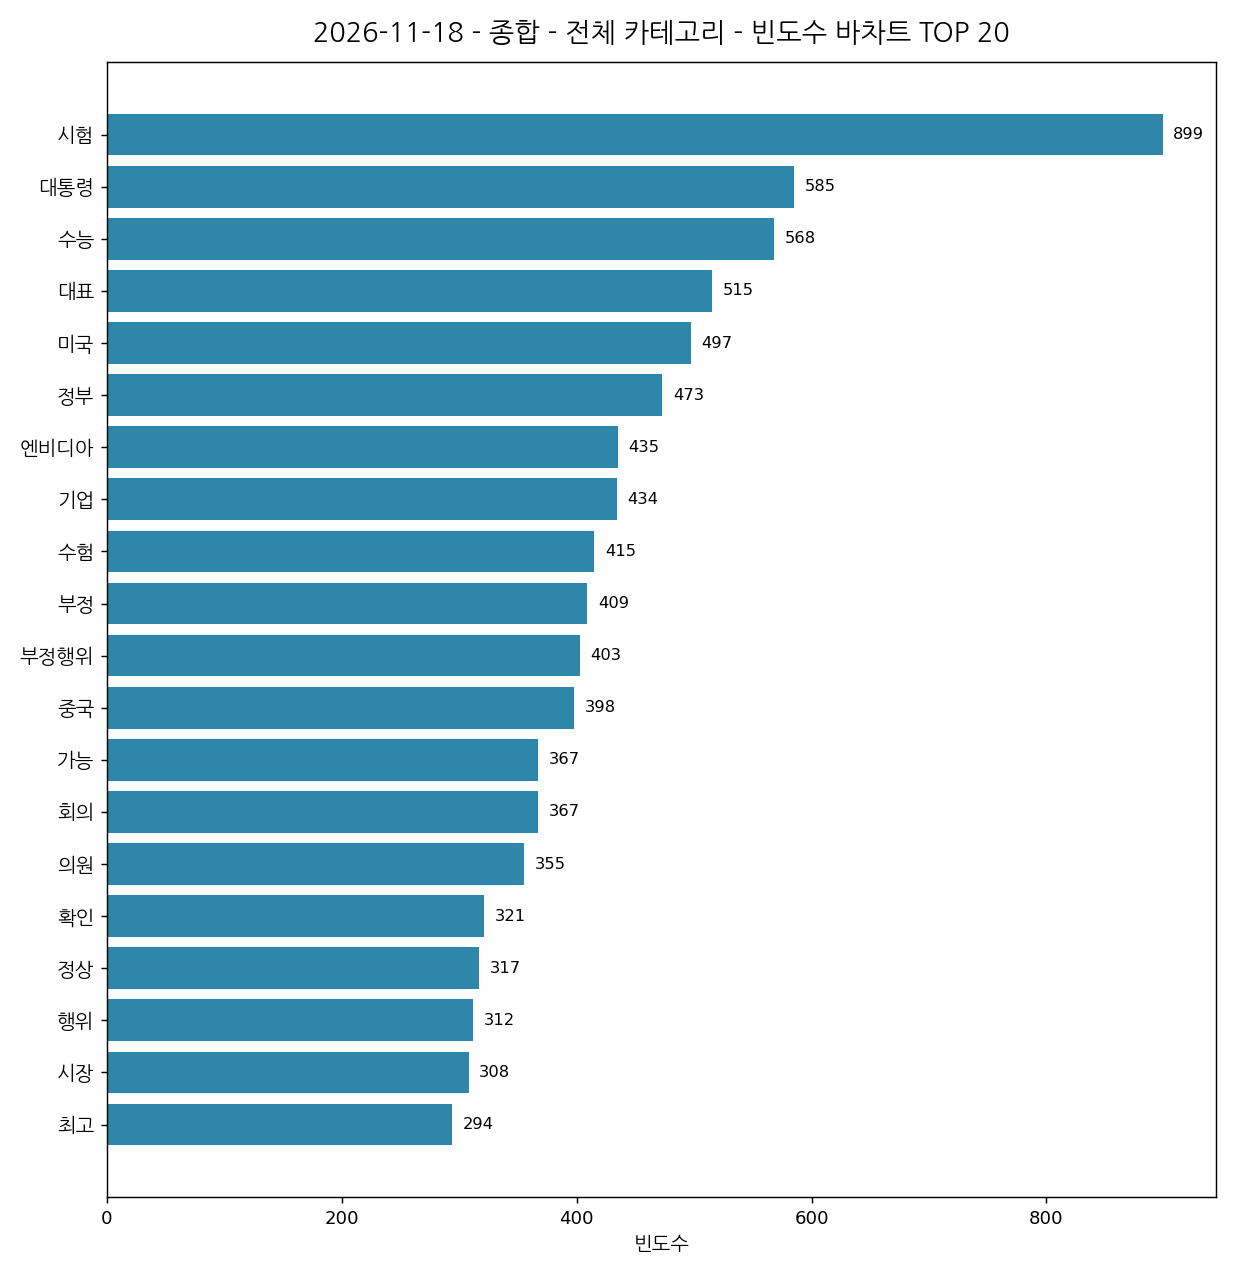 2026-11-18 - 종합 - 전체 카테고리 - 빈도수 바차트 TOP 20
시험 899
대통령 585
수능 568
대표 515
미국 497
정부 473
엔비디아 435
기업 434
수험 415
부정 409
부정행위 403
중국 398
가능 367
회의 367
의원 355
확인 321
정상 317
행위 312
시장 308
최고 294
0 200 400 600 800
빈도수